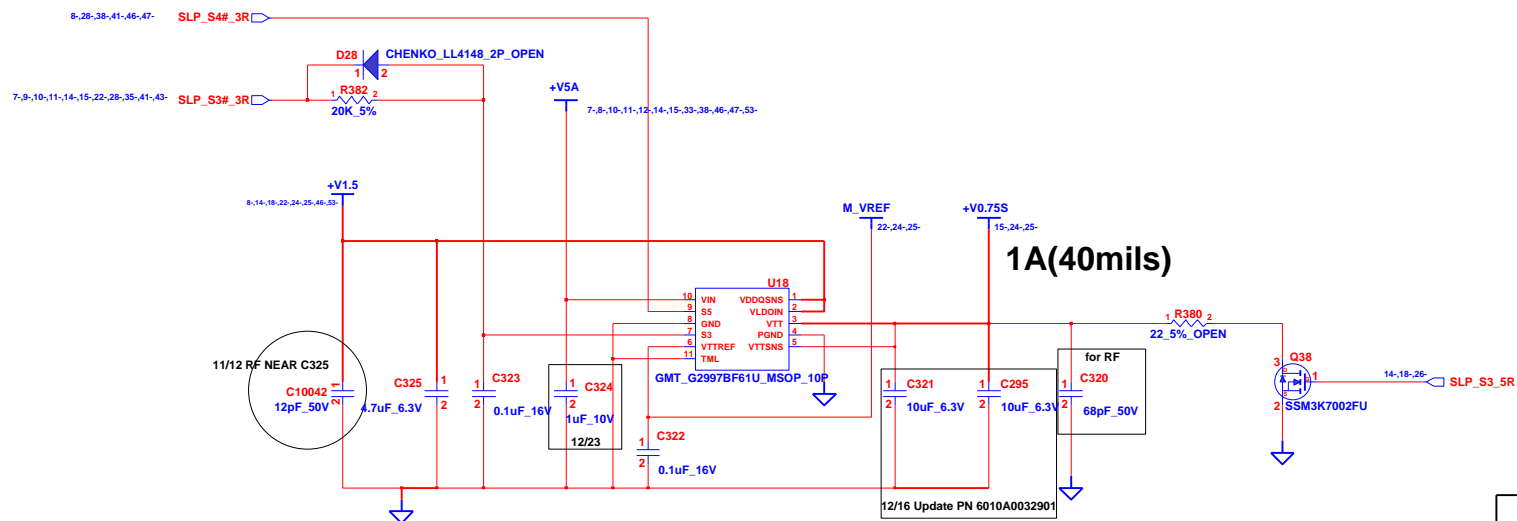 8-,28-,38-,41-,46-,47- SLP_S4#_3R
D28 CHENKO_LL4148_2P_OPEN
1 2
7-,9-,10-,11-,14-,15-,22-,28-,35-,41-,43- SLP_S3#_3R
1 R382 2
20K_5%
+V5A
7-,8-,10-,11-,12-,14-,15-,33-,38-,46-,47-,53-
+V1.5
8-,14-,18-,22-,24-,25-,46-,53-
M_VREF
22-,24-,25-
+V0.75S
15-,24-,25-
1A(40mils)
U18
10 VIN VDDQSNS 1
9 S5 VLDOIN 2
8 GND VTT 3
7 S3 PGND 4
6 VTTREF VTTSNS 5
11 TML
GMT_G2997BF61U_MSOP_10P
1 R380 2
22_5%_OPEN
Q38
3 D
G 1
S
2
SSM3K7002FU
14-,18-,26- SLP_S3_5R
11/12 RF NEAR C325
1 C10042 2
12pF_50V
1 C325 2
4.7uF_6.3V
1 C323 2
0.1uF_16V
1 C324 2
1uF_10V
12/23
1 C322 2
0.1uF_16V
1 C321 2
10uF_6.3V
1 C295 2
10uF_6.3V
12/16 Update PN 6010A0032901
for RF
1 C320 2
68pF_50V